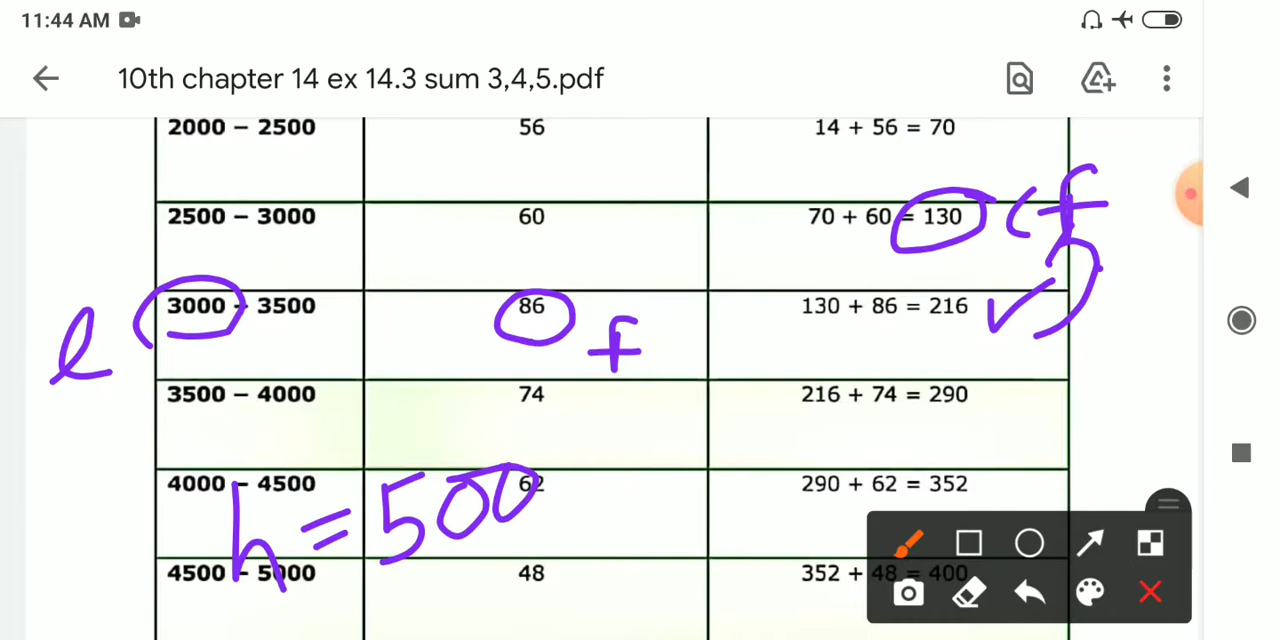 11:44 AM
10th chapter 14 ex 14.3 sum 3,4,5.pdf
2000 – 2500 56 14 + 56 = 70
2500 – 3000 60 70 + 60 = 130 cf
l 3000 – 3500 86 f 130 + 86 = 216
3500 – 4000 74 216 + 74 = 290
4000 – 4500 62 290 + 62 = 352
h = 500
4500 – 5000 48 352 + 48 = 400